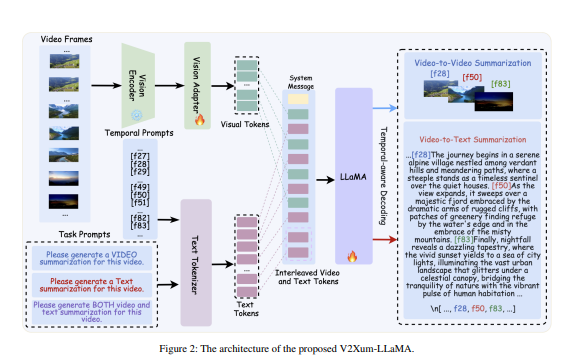 Video Frames
...
...
Vision
Encoder
Vision Adapter
...
Visual Tokens
Temporal Prompts
...
[f27]
[f28]
[f29]
...
[f49]
[f50]
[f51]
...
[f82]
[f83]
...
Task Prompts
Please generate a VIDEO
summarization for this video.
Please generate a Text
summarization for this video.
Please generate BOTH video and
text summarization for this
video.
Text Tokenizer
...
Text
Tokens
System
Message
...
Interleaved Video
and Text Tokens
LLaMA
Temporal-aware Decoding
Video-to-Video Summarization
[f28]
[f50]
[f83]
Video-to-Text Summarization
...[f28]The journey begins in a serene
alpine village nestled among verdant
hills and meandering paths, where a
steeple stands as a timeless sentinel
over the quiet houses. [f50]As the
view expands, it sweeps over a
majestic fjord embraced by the
dramatic arms of rugged cliffs, with
patches of greenery finding refuge
by the water's edge and in the
embrace of the misty
mountains. [f83]Finally, nightfall
reveals a dazzling tapestry, where
the vivid sunset yields to a sea of city
lights, illuminating the vast urban
landscape that glitters under a
celestial canopy, bridging the
tranquility of nature with the vibrant
pulse of human habitation ...
\n[ ..., f28, f50, f83, ...]
Figure 2: The architecture of the proposed V2Xum-LLaMA.